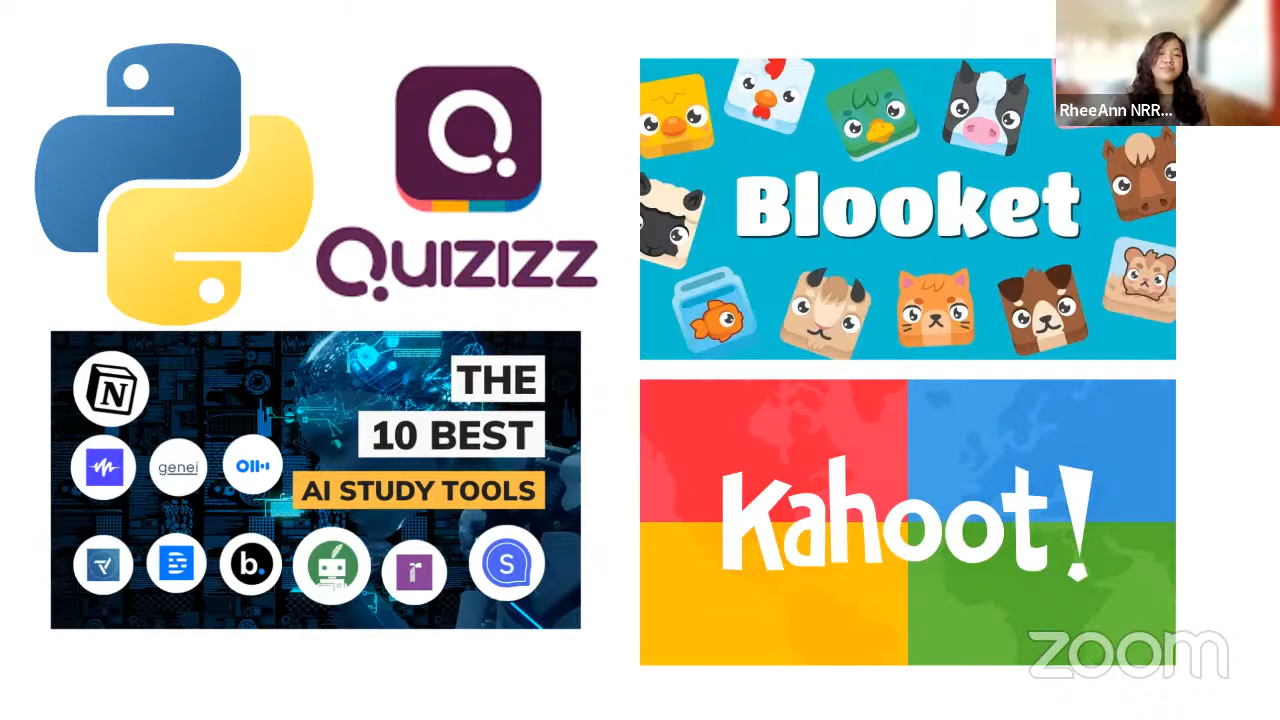 QUIZIZZ
Blooket
RheeAnn NRR...
THE
10 BEST
AI STUDY TOOLS
N
genei
b.
r
S
Kahoot!
zoom